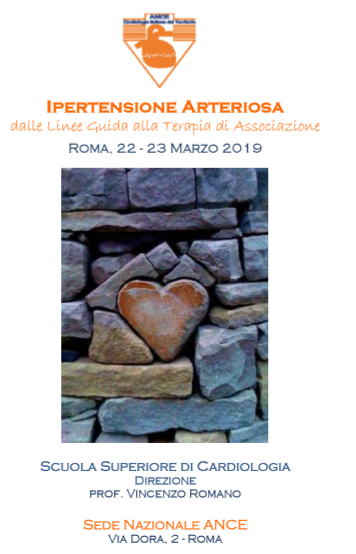 ANCE
Cardiologia Italiana del Territorio
IPERTENSIONE ARTERIOSA
dalle Linee Guida alla Terapia di Associazione
ROMA, 22 - 23 MARZO 2019
SCUOLA SUPERIORE DI CARDIOLOGIA
DIREZIONE
PROF. VINCENZO ROMANO
SEDE NAZIONALE ANCE
VIA DORA, 2 - ROMA